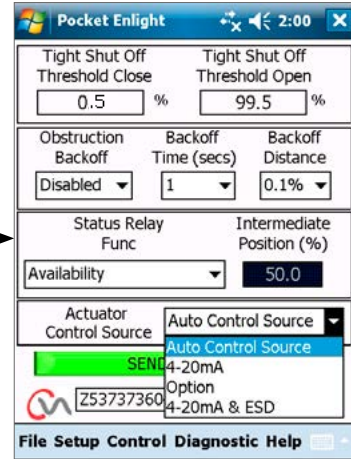 Pocket Enlight 2:00
Tight Shut Off Tight Shut Off
Threshold Close Threshold Open
0.5 % 99.5 %
Obstruction Backoff Backoff
Backoff Time (secs) Distance
Disabled 1 0.1%
Status Relay Intermediate
Func Position (%)
Availability 50.0
Actuator
Control Source Auto Control Source
Auto Control Source
SEND 4-20mA
Option
Z53737360 4-20mA & ESD
File Setup Control Diagnostic Help